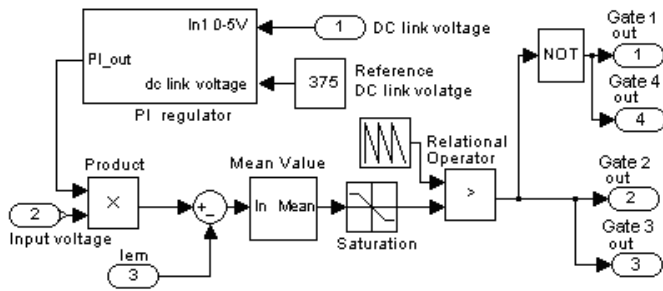 In1 0-5V
PI_out
dc link voltage
PI regulator
1
DC link voltage
375
Reference
DC link volatge
Product
×
2
Input voltage
Iem
3
+
−
Mean Value
In Mean
Saturation
Relational
Operator
>
NOT
Gate 1
out
1
Gate 4
out
4
Gate 2
out
2
Gate 3
out
3